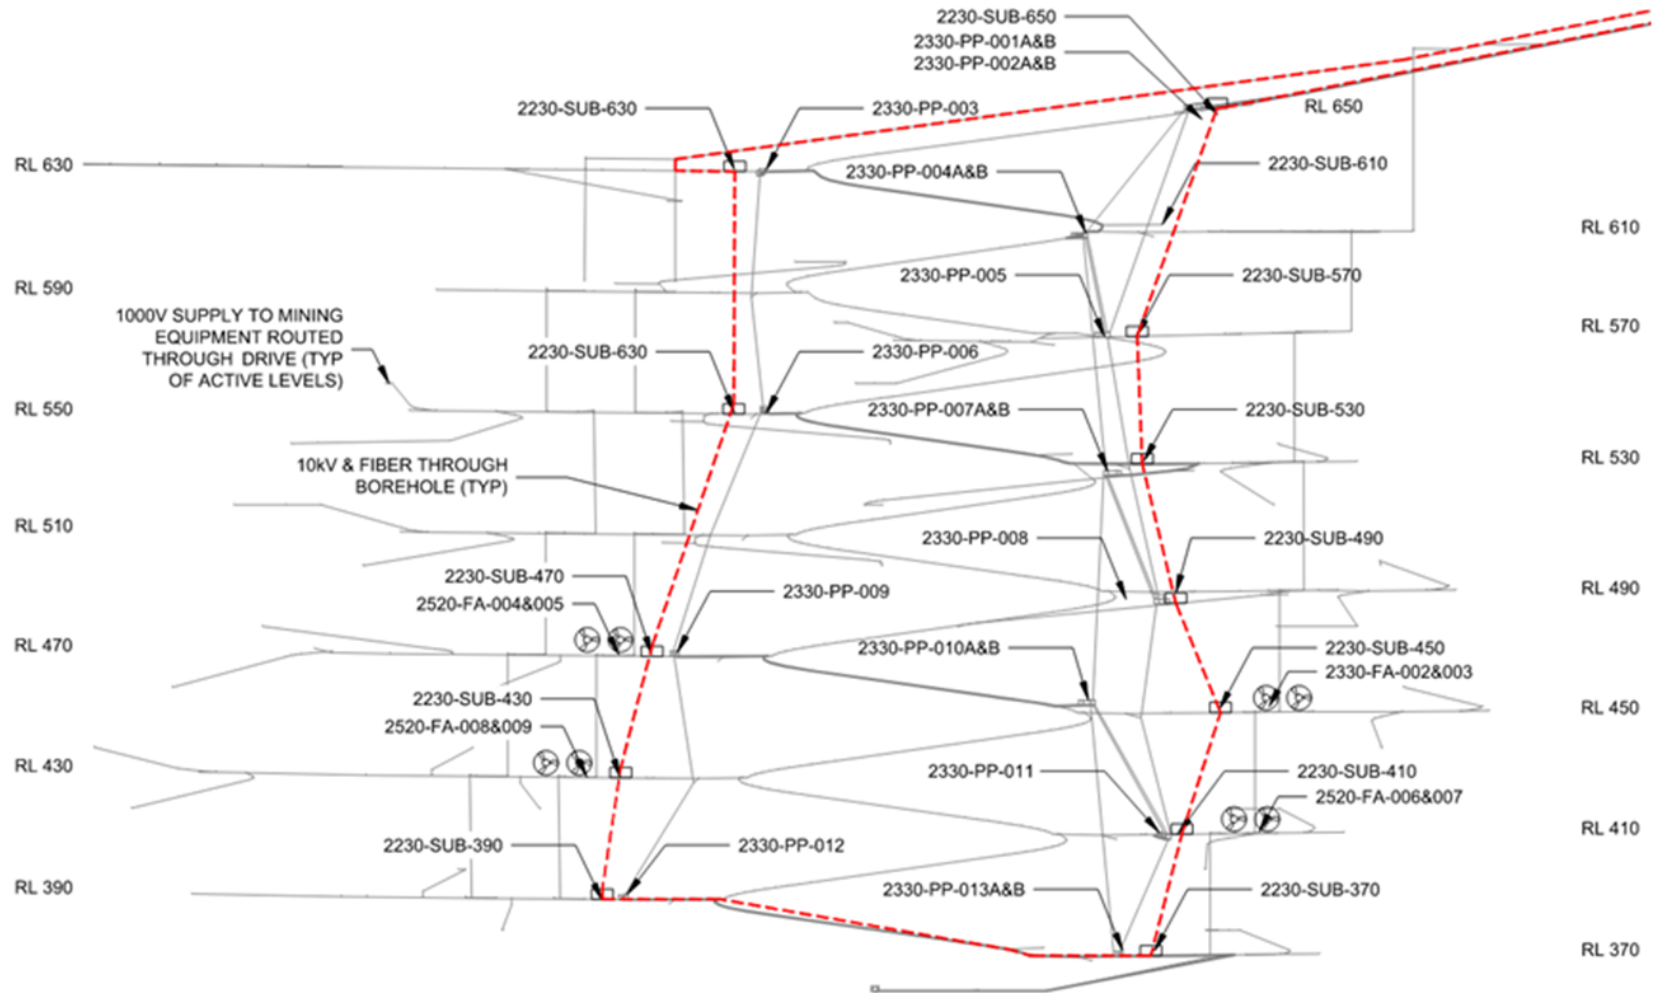 2230-SUB-650
2330-PP-001A&B
2330-PP-002A&B
2230-SUB-630
2330-PP-003
RL 650
RL 630
2330-PP-004A&B
2230-SUB-610
RL 610
2330-PP-005
2230-SUB-570
RL 590
1000V SUPPLY TO MINING
EQUIPMENT ROUTED
THROUGH DRIVE (TYP
OF ACTIVE LEVELS)
RL 570
2230-SUB-630
2330-PP-006
RL 550
2330-PP-007A&B
2230-SUB-530
10kV & FIBER THROUGH
BOREHOLE (TYP)
RL 530
RL 510
2330-PP-008
2230-SUB-490
2230-SUB-470
2520-FA-004&005
2330-PP-009
RL 490
RL 470
2330-PP-010A&B
2230-SUB-450
2330-FA-002&003
2230-SUB-430
2520-FA-008&009
RL 450
RL 430
2330-PP-011
2230-SUB-410
2520-FA-006&007
RL 410
2230-SUB-390
2330-PP-012
RL 390
2330-PP-013A&B
2230-SUB-370
RL 370